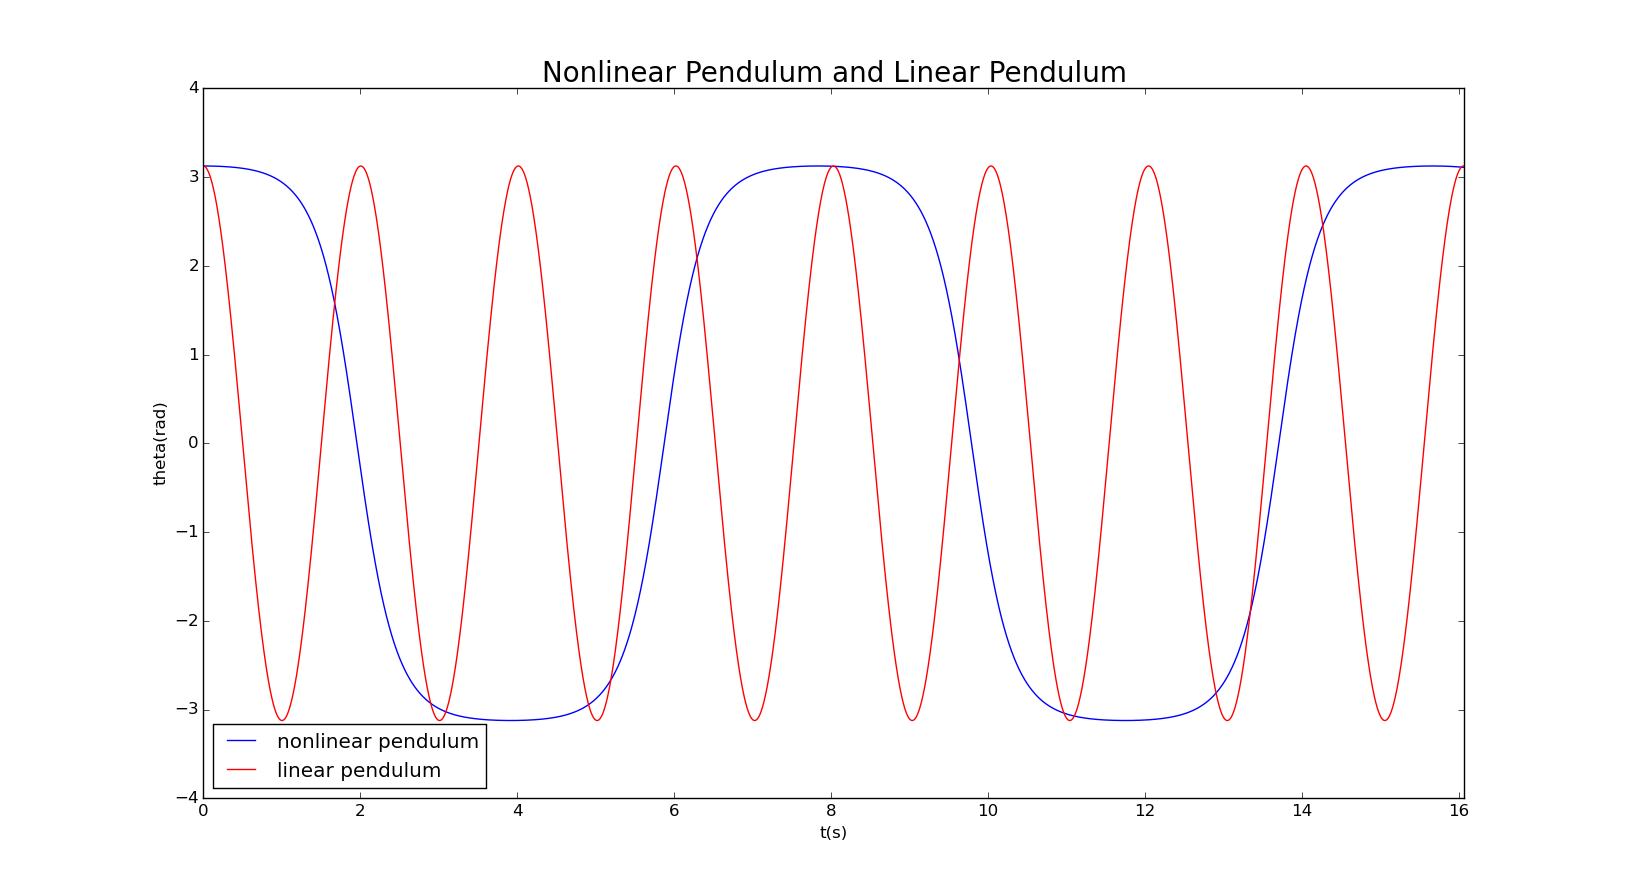 Nonlinear Pendulum and Linear Pendulum
4
3
2
1
0
−1
−2
−3
−4
theta(rad)
nonlinear pendulum
linear pendulum
0 2 4 6 8 10 12 14 16
t(s)